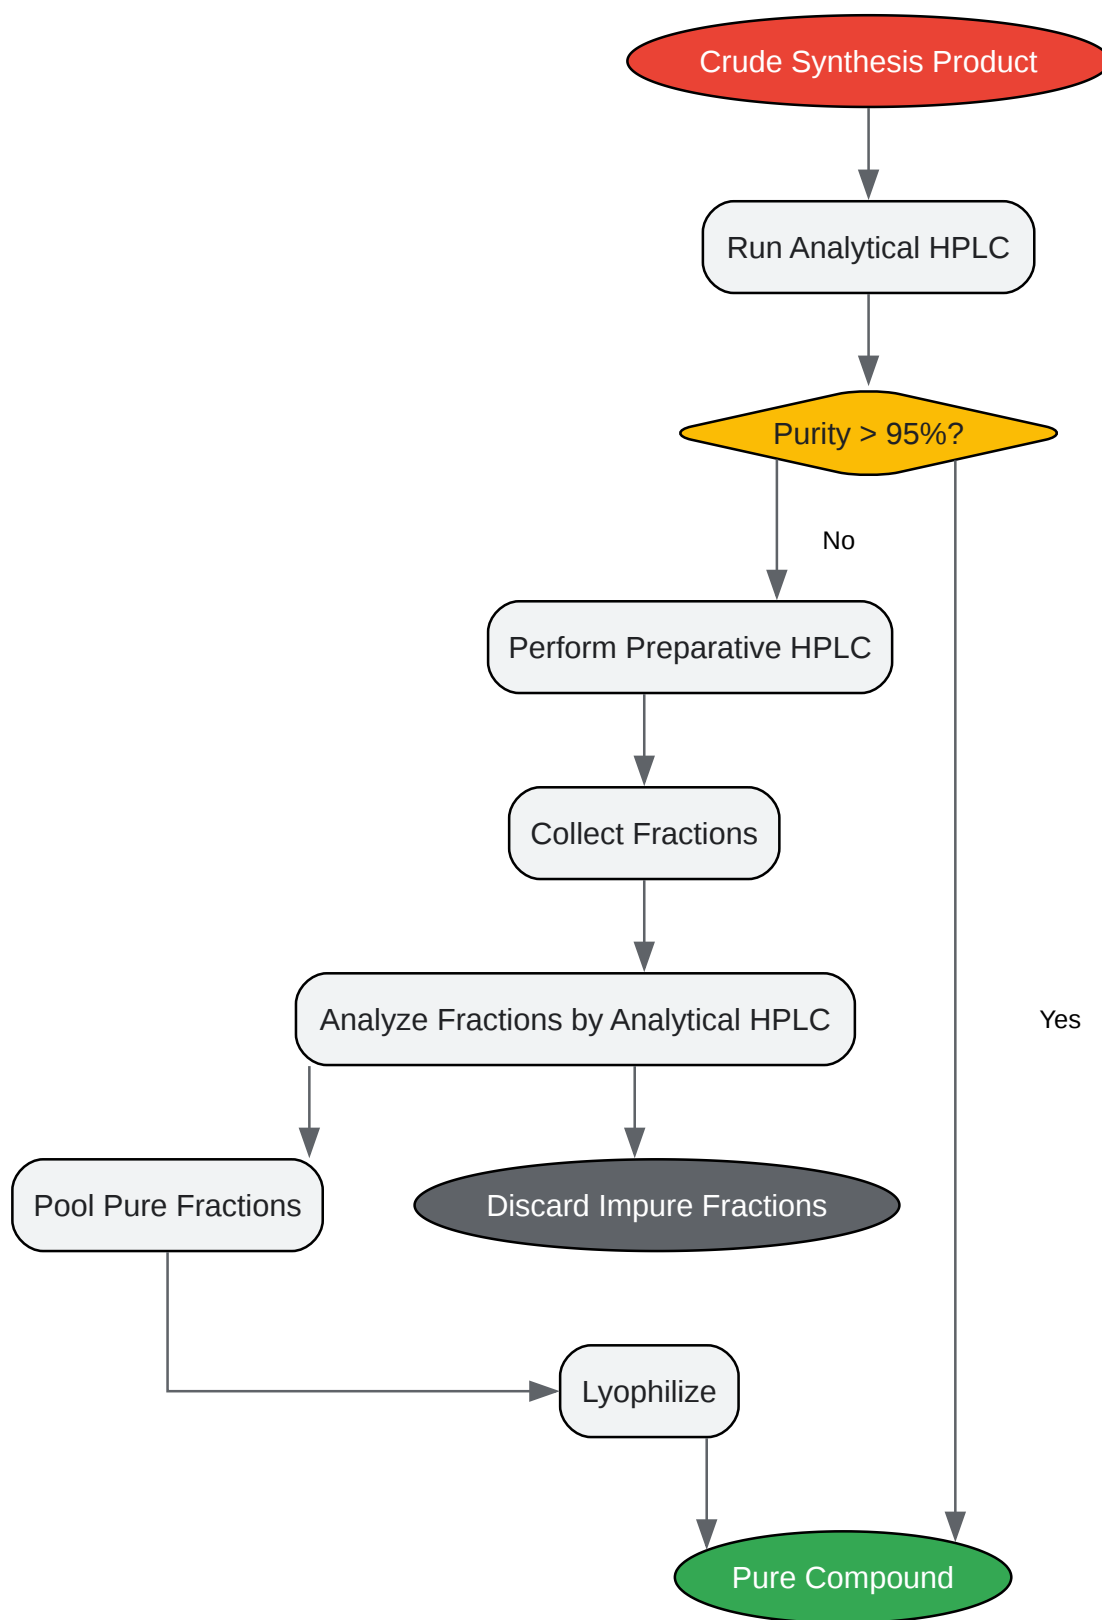 Crude Synthesis Product
Run Analytical HPLC
Purity > 95%?
No
Perform Preparative HPLC
Collect Fractions
Analyze Fractions by Analytical HPLC
Yes
Pool Pure Fractions
Discard Impure Fractions
Lyophilize
Pure Compound